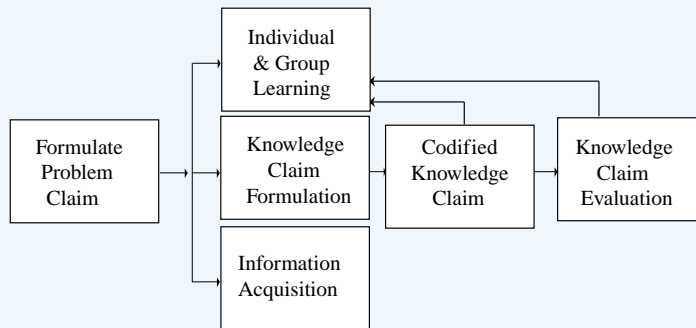 Formulate
Problem
Claim
Individual
& Group
Learning
Knowledge
Claim
Formulation
Information
Acquisition
Codified
Knowledge
Claim
Knowledge
Claim
Evaluation